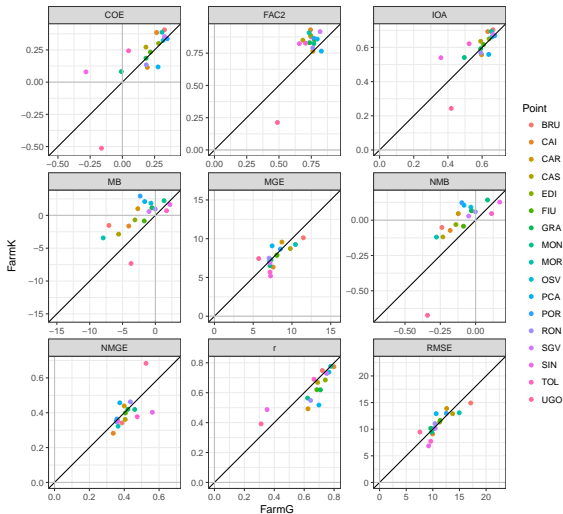 COE
FAC2
IOA
0.25
0.00
−0.25
−0.50
0.75
0.50
0.25
0.00
0.6
0.4
0.2
0.0
−0.50
−0.25
0.00
0.25
0.00
0.25
0.50
0.75
0.0
0.2
0.4
0.6
MB
MGE
NMB
0
−5
−10
−15
15
10
5
0
0.00
−0.25
−0.50
−15
−10
−5
0
0
5
10
15
−0.50
−0.25
0.00
NMGE
r
RMSE
0.6
0.4
0.2
0.0
0.8
0.6
0.4
0.2
0.0
20
15
10
5
0
0.0
0.2
0.4
0.6
0.0
0.2
0.4
0.6
0.8
0
5
10
15
20
FarmK
FarmG
Point
BRU
CAI
CAR
CAS
EDI
FIU
GRA
MON
MOR
OSV
PCA
POR
RON
SGV
SIN
TOL
UGO